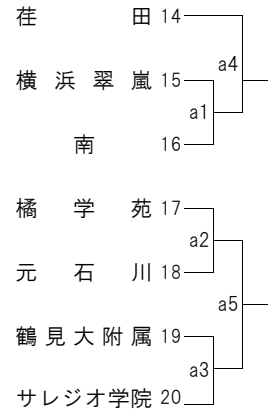 荏田 14
a4
横浜翠嵐 15
a1
南 16
橘学苑 17
a2
元石川 18
a5
鶴見大附属 19
a3
サレジオ学院 20